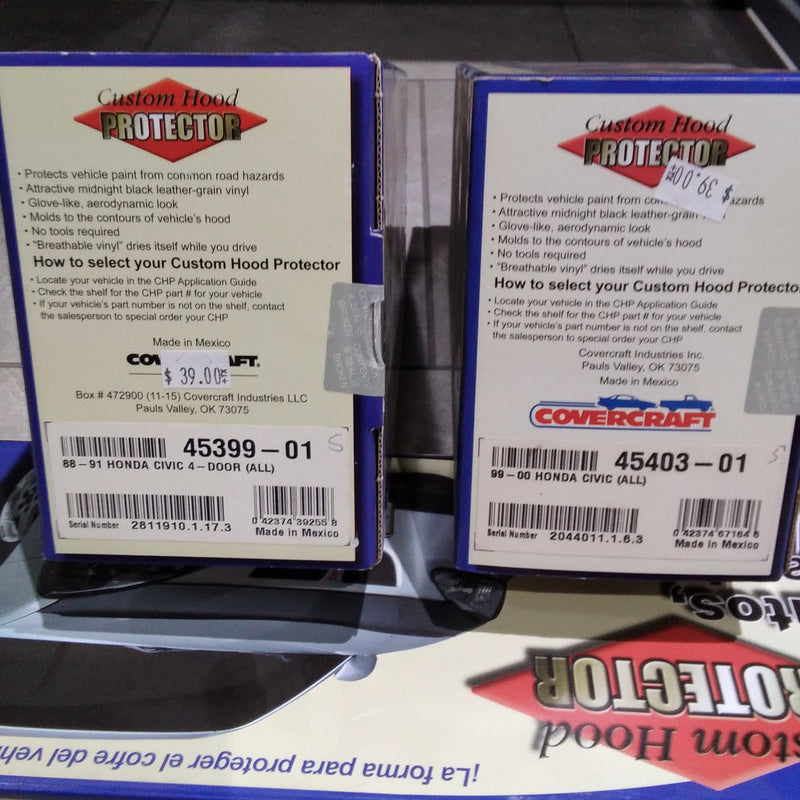 Custom Hood
PROTECTOR
• Protects vehicle paint from common road hazards
• Attractive midnight black leather-grain vinyl
• Glove-like, aerodynamic look
• Molds to the contours of vehicle's hood
• No tools required
• "Breathable vinyl" dries itself while you drive
How to select your Custom Hood Protector
• Locate your vehicle in the CHP Application Guide
• Check the shelf for the CHP part # for your vehicle
• If your vehicle's part number is not on the shelf, contact
the salesperson to special order your CHP
Made in Mexico
$ 39.00
Box # 472900 (11-15) Covercraft Industries LLC
Pauls Valley, OK 73075
45399-01
88-91 HONDA CIVIC 4-DOOR (ALL)
Serial Number 2811910.1.17.3
0 42374 39255 8
Made in Mexico
Custom Hood
PROTECTOR
$ 39.00
• Protects vehicle paint from
• Attractive midnight black leather-grain
• Glove-like, aerodynamic look
• Molds to the contours of vehicle's hood
• No tools required
• "Breathable vinyl" dries itself while you drive
How to select your Custom Hood
• Locate your vehicle in the CHP Application Guide
• Check the shelf for the CHP part # for your vehicle
• If your vehicle's part number is not on the shelf, contact
the salesperson to special order your CHP
Covercraft Industries Inc.
Pauls Valley, OK 73075
Made in Mexico
COVERCRAFT
45403-01
99-00 HONDA CIVIC (ALL)
Serial Number 2044011.1.6.3
0 42374 67164 6
Made in Mexico
Hood
¡La forma para proteger el cofre del